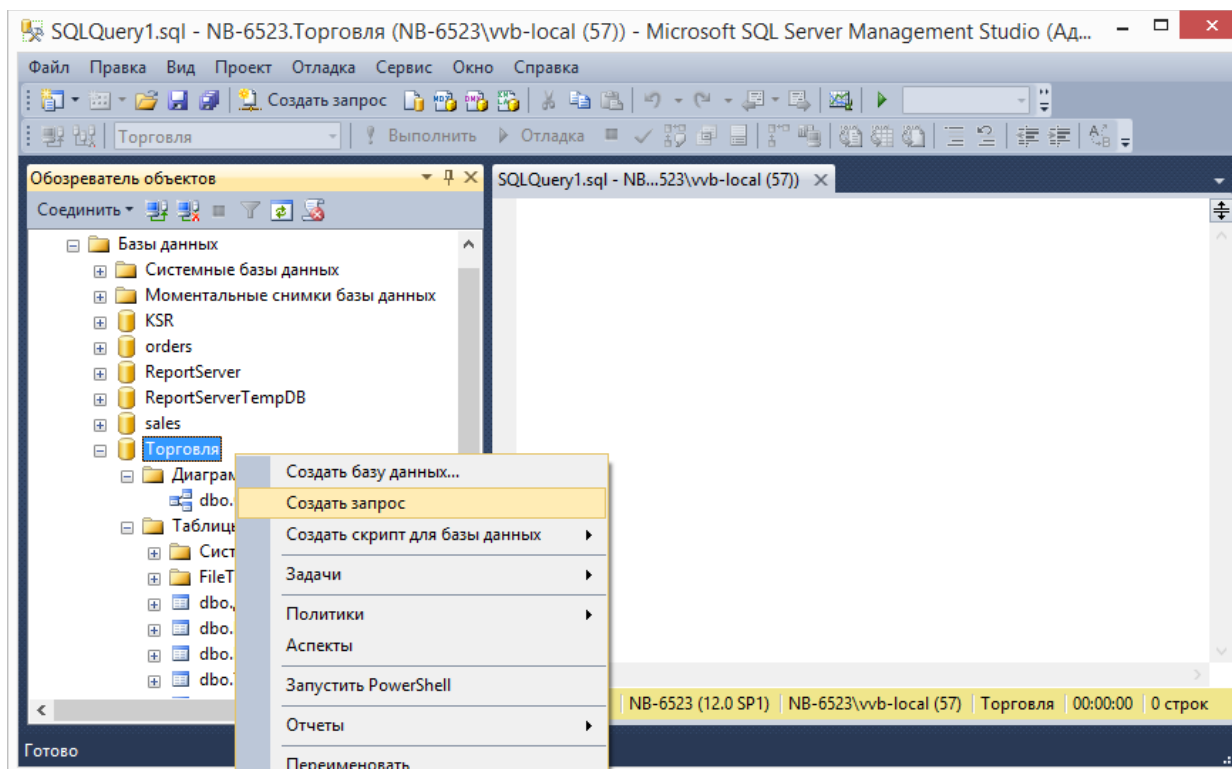 SQLQuery1.sql - NB-6523.Торговля (NB-6523\vvb-local (57)) - Microsoft SQL Server Management Studio (Ад...
Файл Правка Вид Проект Отладка Сервис Окно Справка
Создать запрос
Торговля Выполнить Отладка
Обозреватель объектов
SQLQuery1.sql - NB...523\vvb-local (57))
Соединить
Базы данных
Системные базы данных
Моментальные снимки базы данных
KSR
orders
ReportServer
ReportServerTempDB
sales
Торговля
Диаграм
dbo.
Таблицы
Сист
FileT
dbo.
dbo.
dbo.
dbo.
Создать базу данных...
Создать запрос
Создать скрипт для базы данных
Задачи
Политики
Аспекты
Запустить PowerShell
Отчеты
Переименовать
NB-6523 (12.0 SP1) NB-6523\vvb-local (57) Торговля 00:00:00 0 строк
Готово